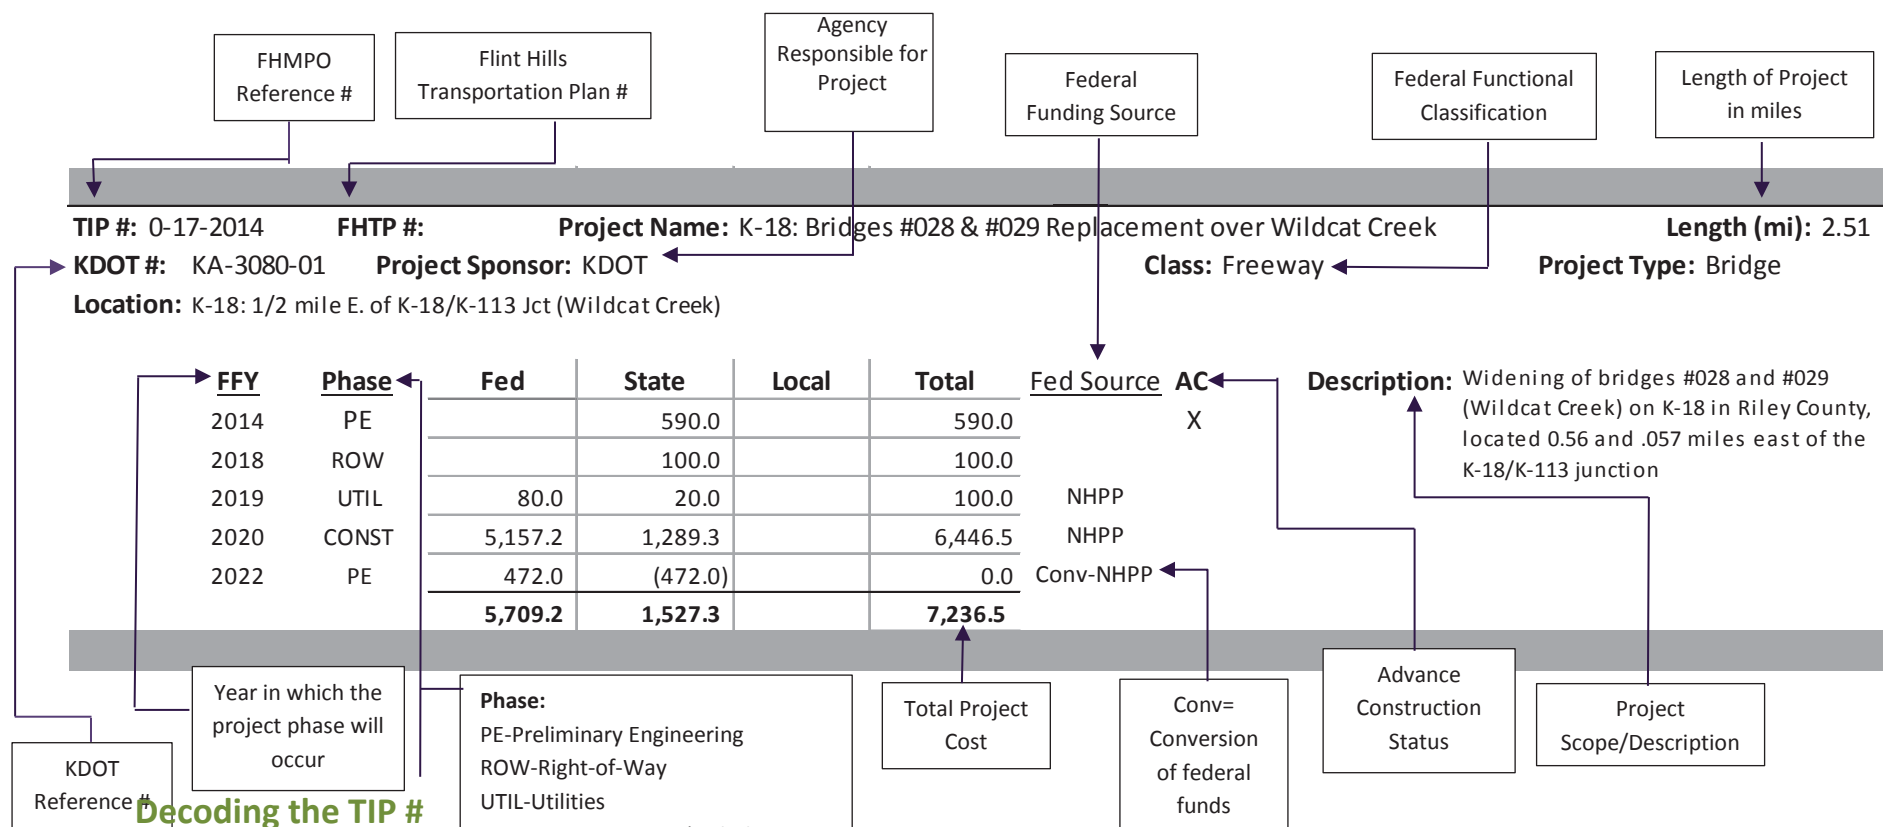 FHMPO
Reference #
Flint Hills
Transportation Plan #
Agency
Responsible for
Project
Federal
Funding Source
Federal Functional
Classification
Length of Project
in miles
TIP #: 0-17-2014 FHTP #: Project Name: K-18: Bridges #028 & #029 Replacement over Wildcat Creek Length (mi): 2.51
KDOT #: KA-3080-01 Project Sponsor: KDOT Class: Freeway Project Type: Bridge
Location: K-18: 1/2 mile E. of K-18/K-113 Jct (Wildcat Creek)
FFY Phase Fed State Local Total Fed Source AC
2014 PE 590.0 590.0 X
2018 ROW 100.0 100.0
2019 UTIL 80.0 20.0 100.0 NHPP
2020 CONST 5,157.2 1,289.3 6,446.5 NHPP
2022 PE 472.0 (472.0) 0.0 Conv-NHPP
5,709.2 1,527.3 7,236.5
Description: Widening of bridges #028 and #029
(Wildcat Creek) on K-18 in Riley County,
located 0.56 and .057 miles east of the
K-18/K-113 junction
KDOT
Reference #
Year in which the
project phase will
occur
Phase:
PE-Preliminary Engineering
ROW-Right-of-Way
UTIL-Utilities
Total Project
Cost
Conv=
Conversion
of federal
funds
Advance
Construction
Status
Project
Scope/Description
Decoding the TIP #